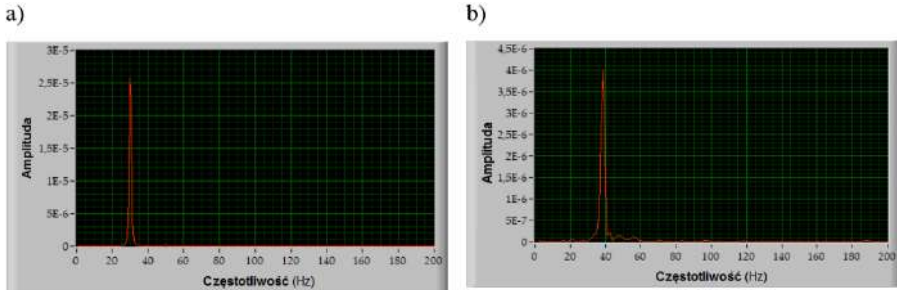 a)
3E-5
2,5E-5
2E-5
1,5E-5
1E-5
5E-6
0
Amplituda
0 20 40 60 80 100 120 140 160 180 200
Częstotliwość (Hz)
b)
4,5E-6
4E-6
3,5E-6
3E-6
2,5E-6
2E-6
1,5E-6
1E-6
5E-7
0
Amplituda
0 20 40 60 80 100 120 140 160 180 200
Częstotliwość (Hz)